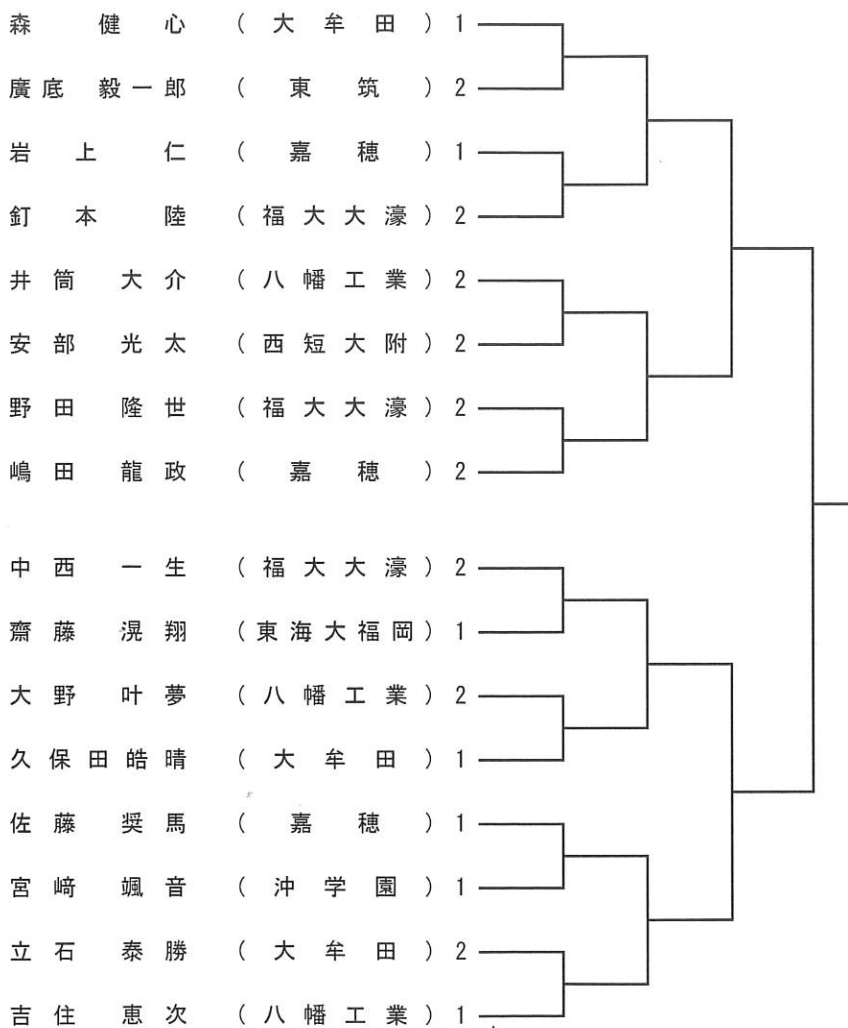 森 健 心 ( 大 牟 田 ) 1
廣底 毅一郎 ( 東 筑 ) 2
岩 上 仁 ( 嘉 穂 ) 1
釘 本 陸 ( 福 大 大 濠 ) 2
井 筒 大 介 ( 八 幡 工 業 ) 2
安 部 光 太 ( 西 短 大 附 ) 2
野 田 隆 世 ( 福 大 大 濠 ) 2
嶋 田 龍 政 ( 嘉 穂 ) 2
中 西 一 生 ( 福 大 大 濠 ) 2
齋 藤 滉 翔 ( 東 海 大 福 岡 ) 1
大 野 叶 夢 ( 八 幡 工 業 ) 2
久 保 田 皓 晴 ( 大 牟 田 ) 1
佐 藤 奨 馬 ( 嘉 穂 ) 1
宮 﨑 颯 音 ( 沖 学 園 ) 1
立 石 泰 勝 ( 大 牟 田 ) 2
吉 住 恵 次 ( 八 幡 工 業 ) 1